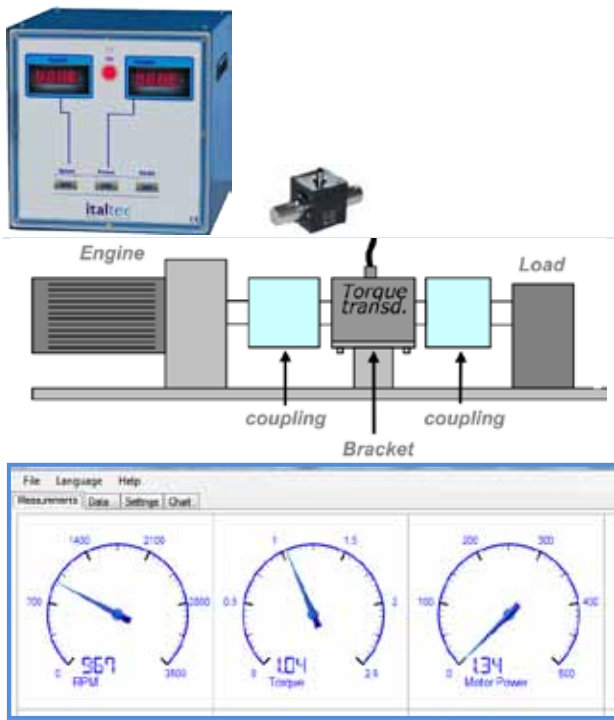 italtec
Engine
Load
Torque
transd.
coupling
coupling
Bracket
File Language Help
Measurements Data Settings Chart
1400 2100
700 2800
0 3500
967
RPM
1 1.5
0.5 2
0 2.5
1.04
Torque
200 300
100 400
0 500
1.34
Motor Power